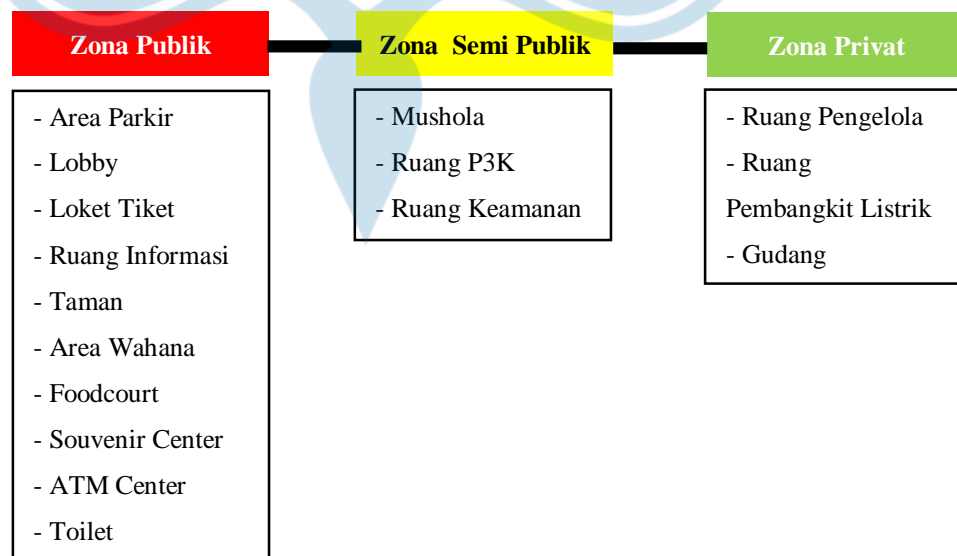 Zona Publik
- Area Parkir
- Lobby
- Loket Tiket
- Ruang Informasi
- Taman
- Area Wahana
- Foodcourt
- Souvenir Center
- ATM Center
- Toilet
Zona Semi Publik
- Mushola
- Ruang P3K
- Ruang Keamanan
Zona Privat
- Ruang Pengelola
- Ruang
Pembangkit Listrik
- Gudang